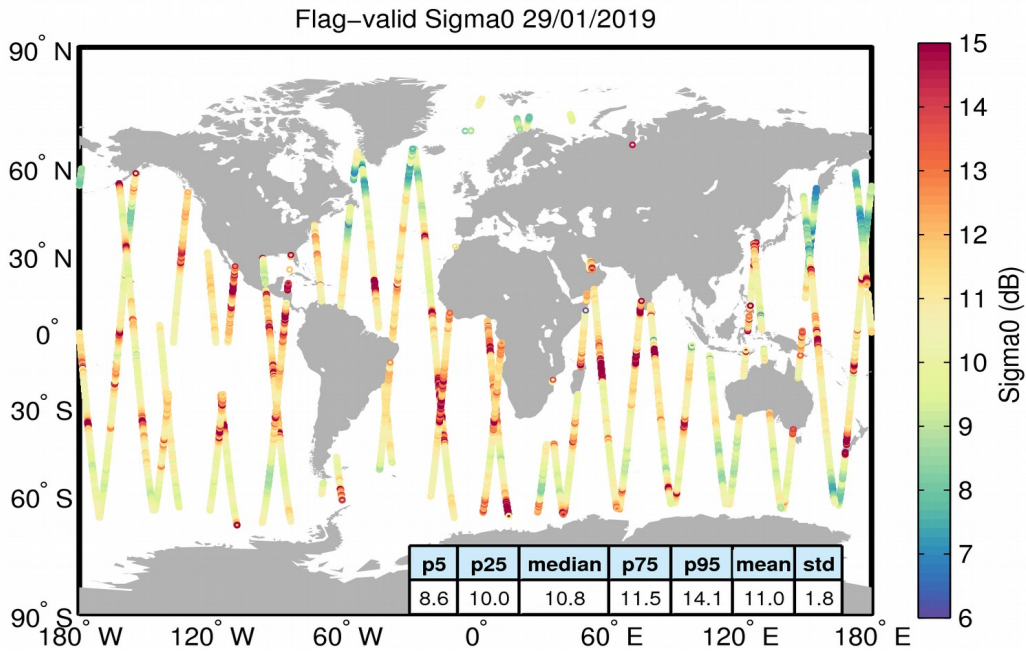 Flag−valid Sigma0 29/01/2019
90° N
60° N
30° N
0°
30° S
60° S
90° S
180° W
120° W
60° W
0°
60° E
120° E
180° E
p5 p25 median p75 p95 mean std
8.6 10.0 10.8 11.5 14.1 11.0 1.8
15
14
13
12
11
10
9
8
7
6
Sigma0 (dB)